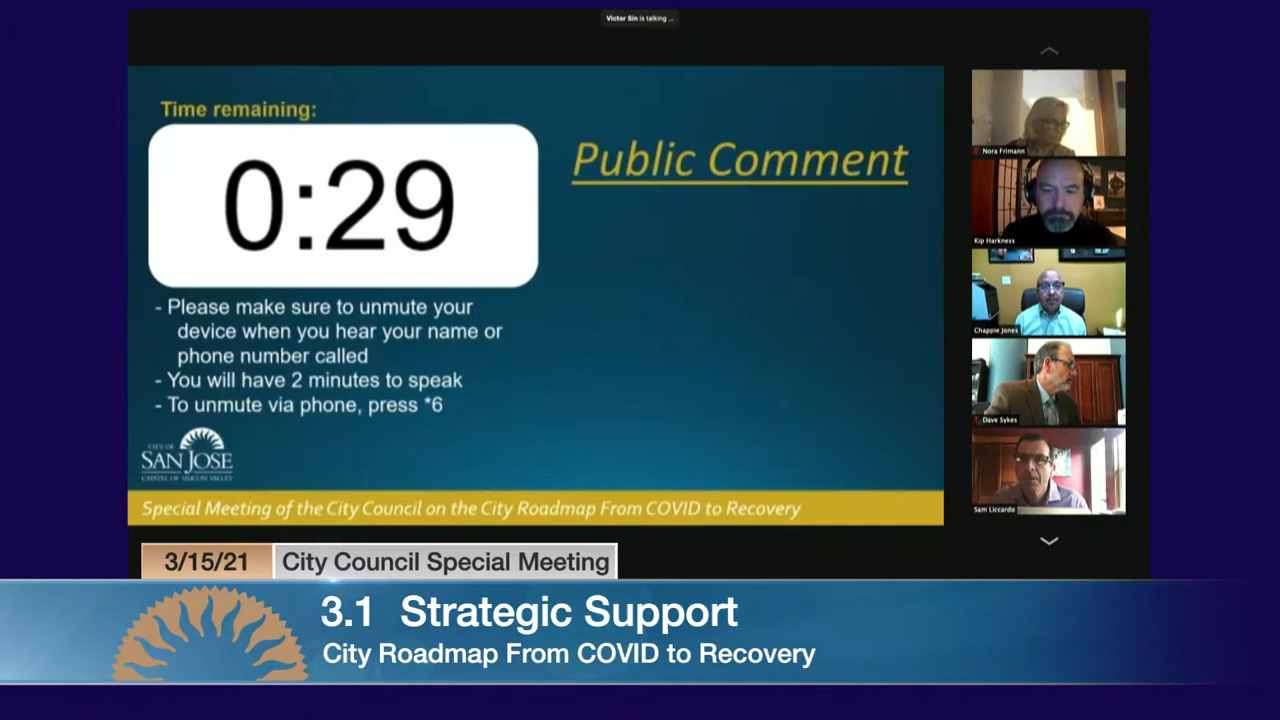 Victor Sin is talking ...
Time remaining:
0:29
Public Comment
- Please make sure to unmute your
device when you hear your name or
phone number called
- You will have 2 minutes to speak
- To unmute via phone, press *6
CITY OF
SAN JOSE
CAPITAL OF SILICON VALLEY
Special Meeting of the City Council on the City Roadmap From COVID to Recovery
Nora Frimann
Kip Harkness
Chappie Jones
Dave Sykes
Sam Liccardo
3/15/21
City Council Special Meeting
3.1 Strategic Support
City Roadmap From COVID to Recovery